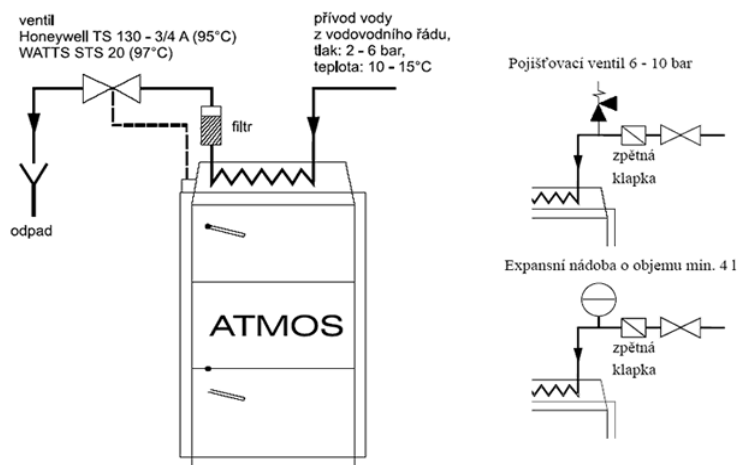 ventil
Honeywell TS 130 - 3/4 A (95°C)
WATTS STS 20 (97°C)
přívod vody
z vodovodního řádu,
tlak: 2 - 6 bar,
teplota: 10 - 15°C
filtr
odpad
ATMOS
Pojišťovací ventil 6 - 10 bar
zpětná
klapka
Expansní nádoba o objemu min. 4 l
zpětná
klapka